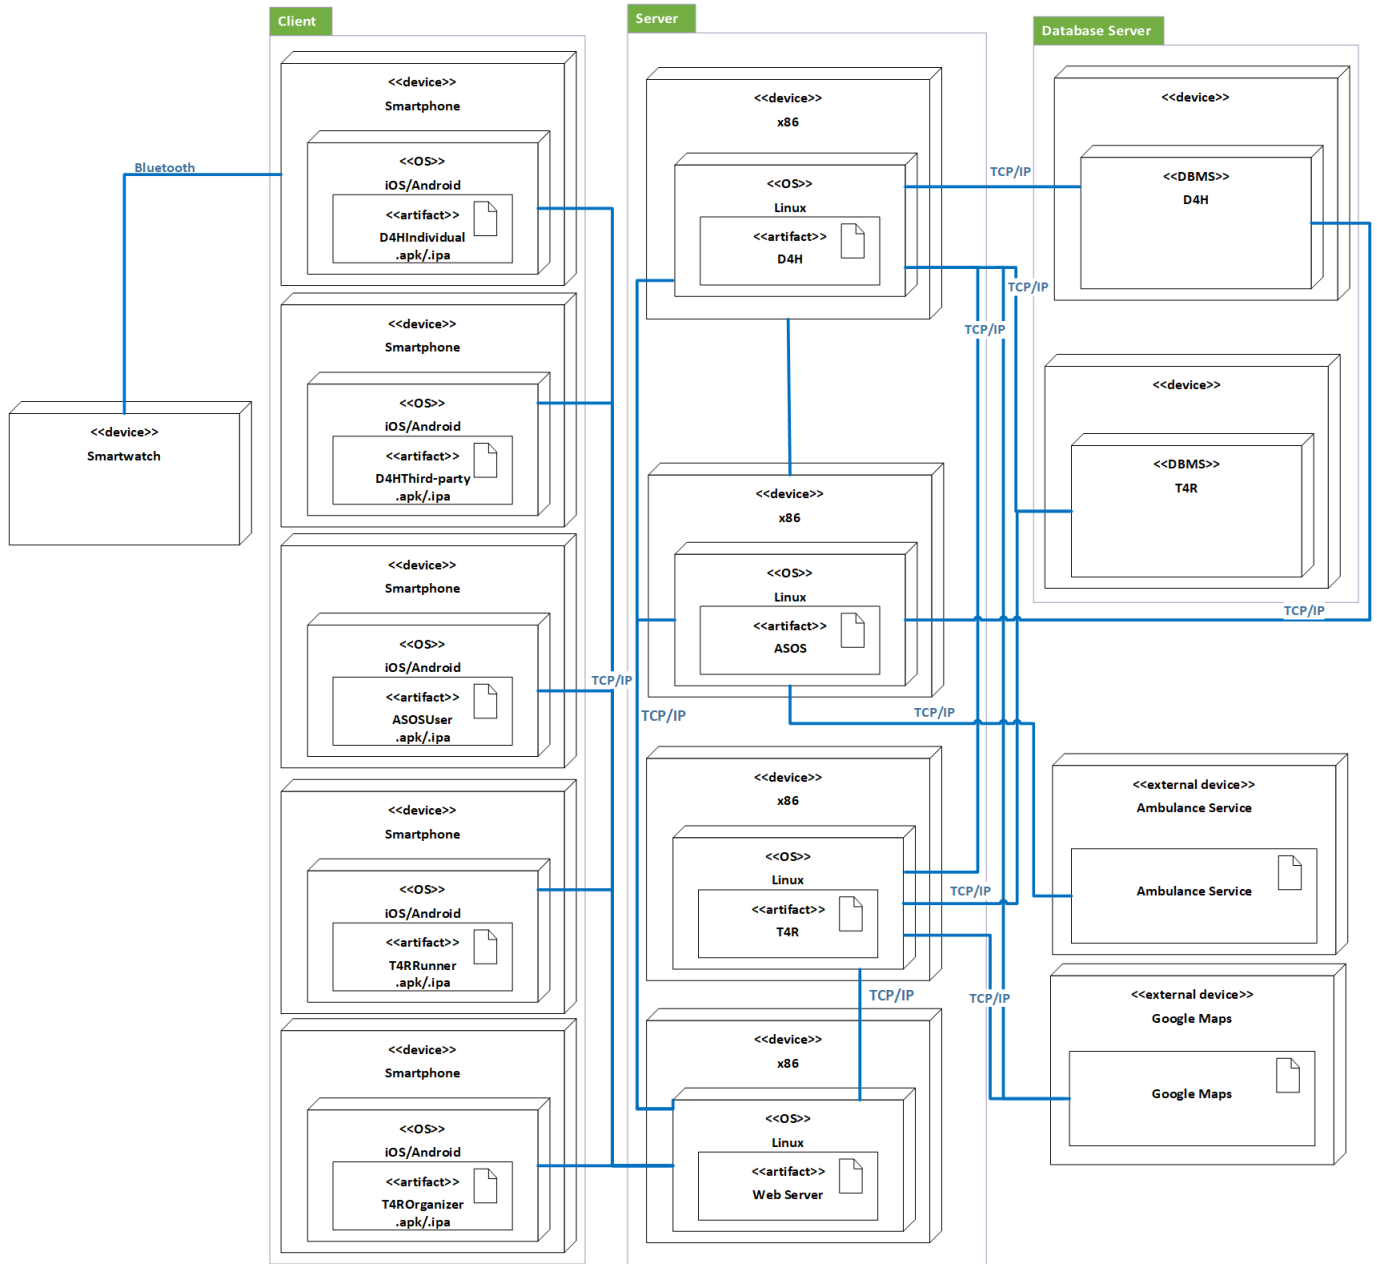 Client
<<device>>
Smartphone
<<OS>>
iOS/Android
<<artifact>>
D4HIndividual
.apk/.ipa
<<device>>
Smartphone
<<OS>>
iOS/Android
<<artifact>>
D4HThird-party
.apk/.ipa
<<device>>
Smartphone
<<OS>>
iOS/Android
<<artifact>>
ASOSUser
.apk/.ipa
<<device>>
Smartphone
<<OS>>
iOS/Android
<<artifact>>
T4RRunner
.apk/.ipa
<<device>>
Smartphone
<<OS>>
iOS/Android
<<artifact>>
T4ROrganizer
.apk/.ipa
Bluetooth
<<device>>
Smartwatch
TCP/IP
Server
<<device>>
x86
<<OS>>
Linux
<<artifact>>
D4H
<<device>>
x86
<<OS>>
Linux
<<artifact>>
ASOS
<<device>>
x86
<<OS>>
Linux
<<artifact>>
T4R
<<device>>
x86
<<OS>>
Linux
<<artifact>>
Web Server
TCP/IP
TCP/IP
TCP/IP
TCP/IP
TCP/IP
TCP/IP
TCP/IP
TCP/IP
TCP/IP
Database Server
<<device>>
<<DBMS>>
D4H
<<device>>
<<DBMS>>
T4R
<<external device>>
Ambulance Service
Ambulance Service
<<external device>>
Google Maps
Google Maps